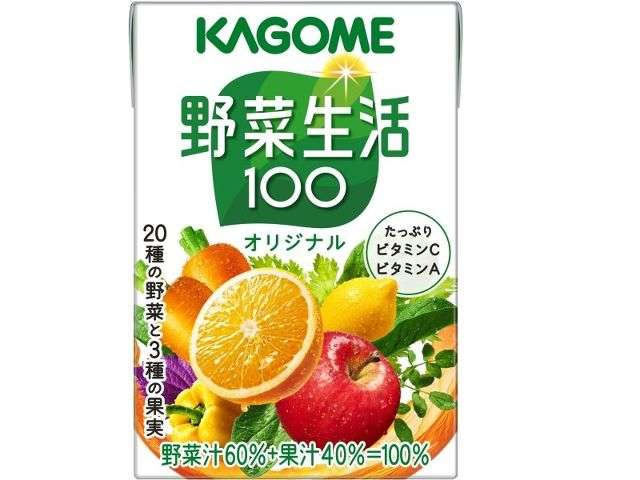 KAGOME
野菜生活
100
オリジナル
たっぷり
ビタミンC
ビタミンA
20種の野菜と3種の果実
野菜汁60%+果汁40%=100%